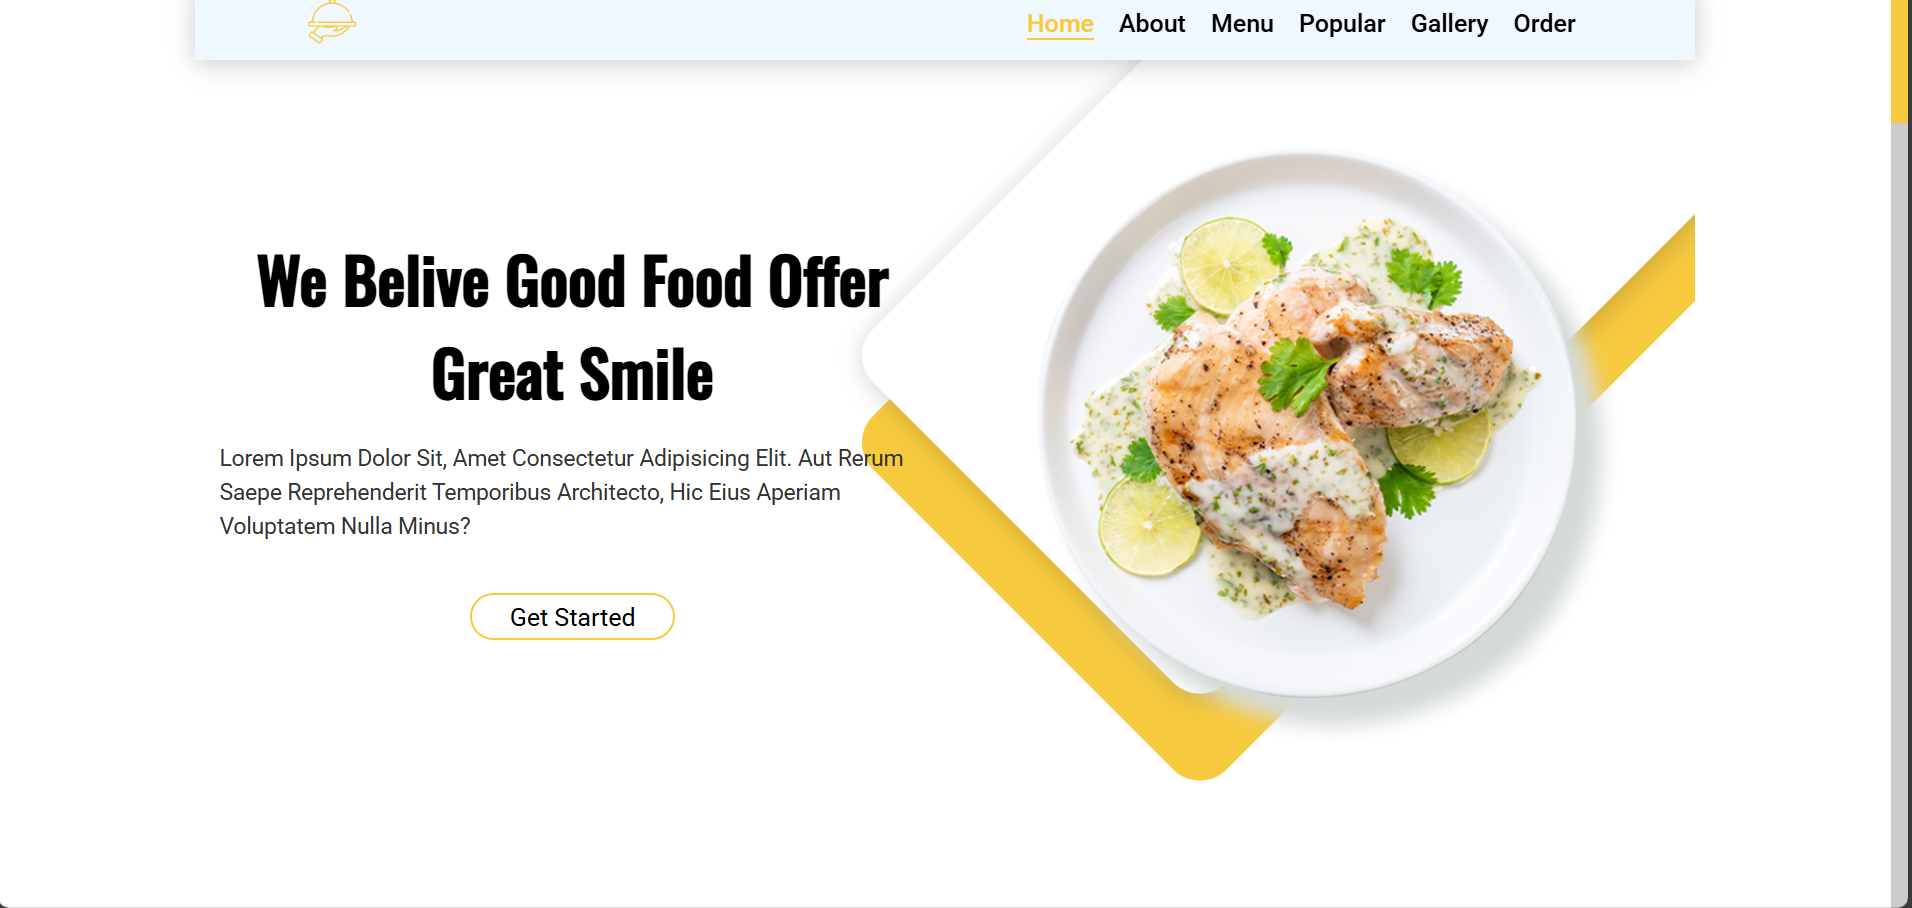 Home About Menu Popular Gallery Order
We Belive Good Food Offer
Great Smile
Lorem Ipsum Dolor Sit, Amet Consectetur Adipisicing Elit. Aut Rerum
Saepe Reprehenderit Temporibus Architecto, Hic Eius Aperiam
Voluptatem Nulla Minus?
Get Started